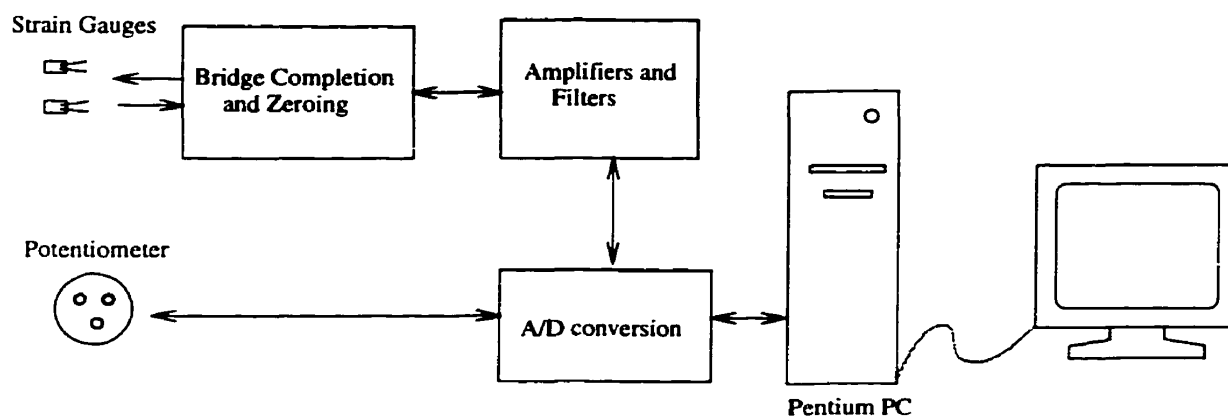 Strain Gauges
Bridge Completion
and Zeroing
Amplifiers and
Filters
Potentiometer
A/D conversion
Pentium PC